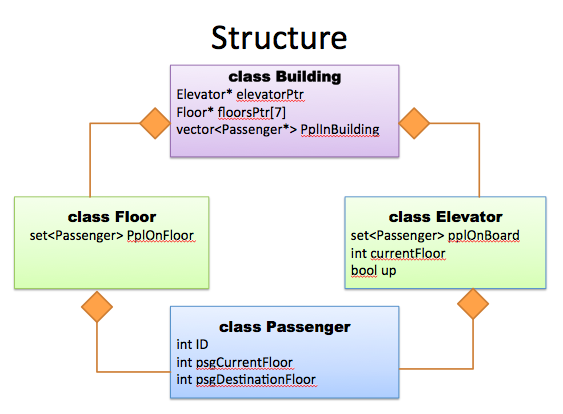 Structure
class Building
Elevator* elevatorPtr
Floor* floorsPtr[7]
vector<Passenger*> PplInBuilding
class Floor
set<Passenger> PplOnFloor
class Elevator
set<Passenger> pplOnBoard
int currentFloor
bool up
class Passenger
int ID
int psgCurrentFloor
int psgDestinationFloor